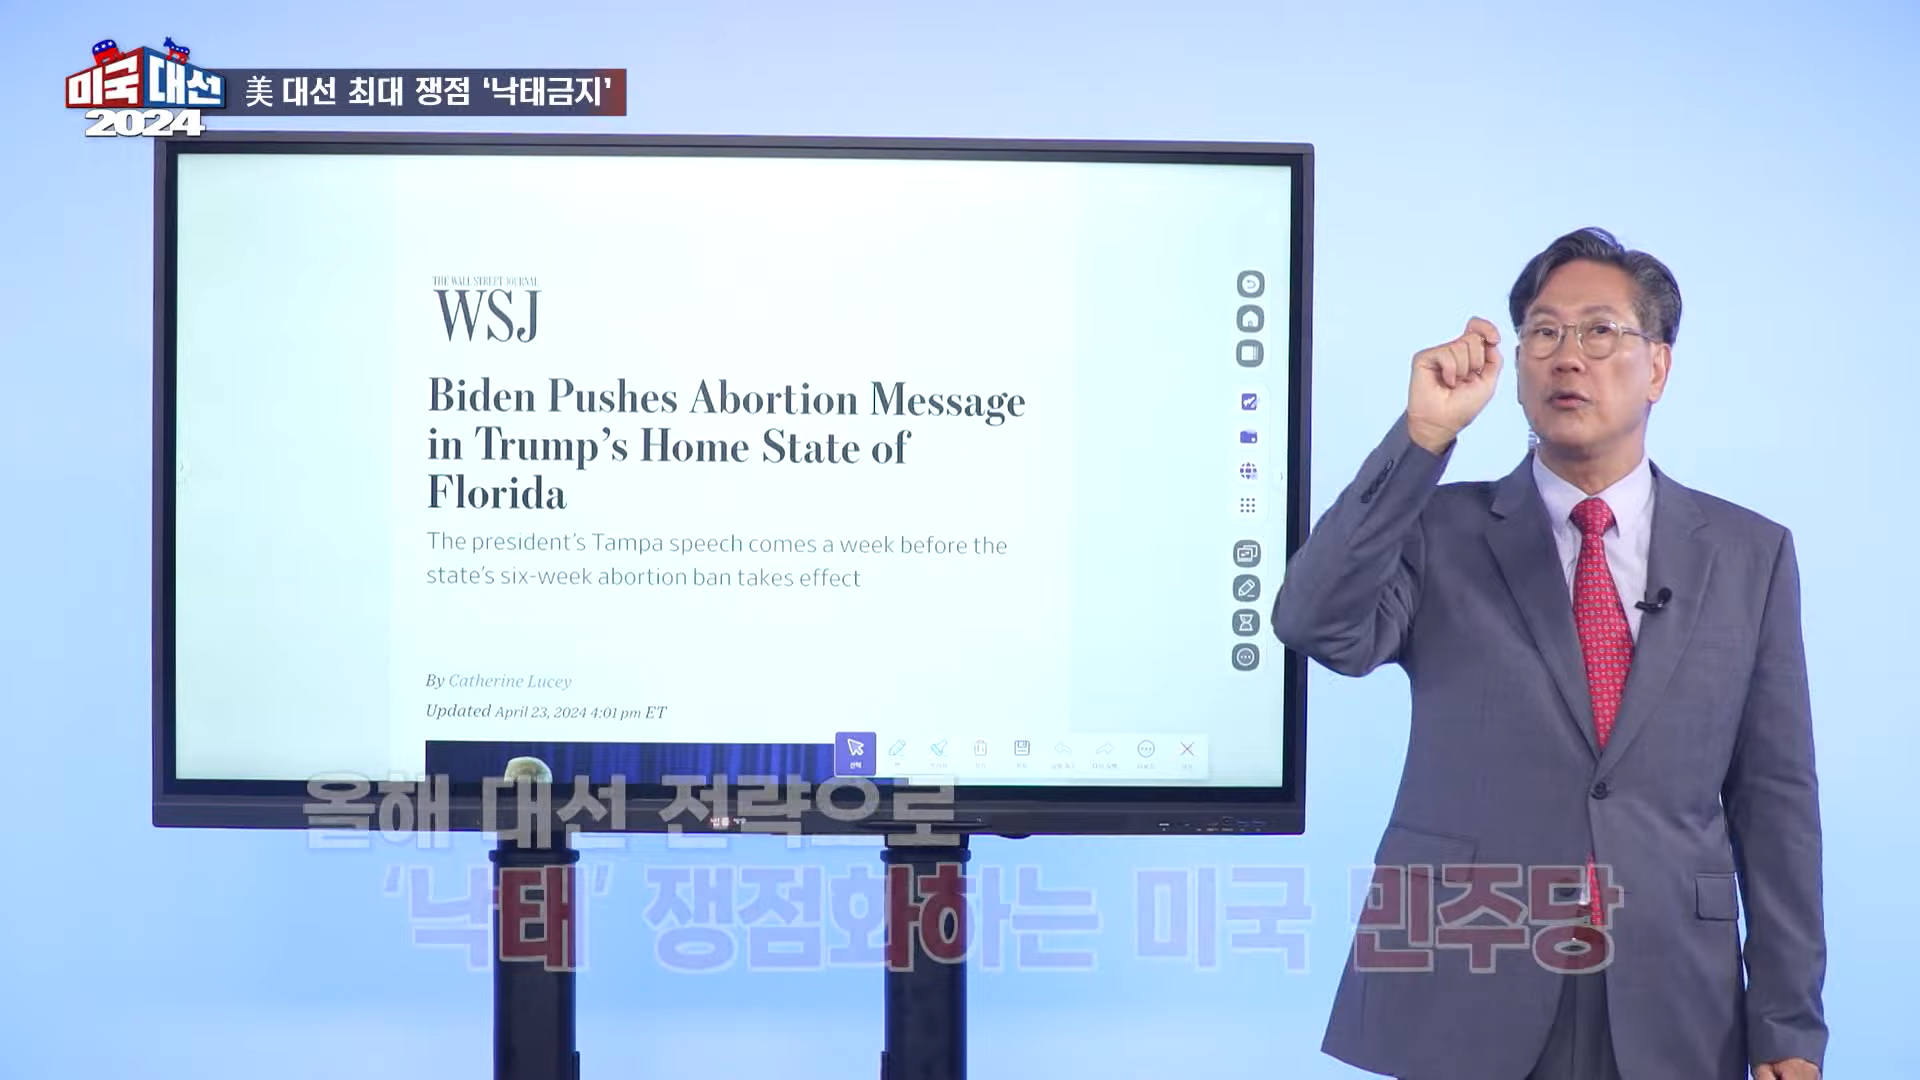 미국 대선
2024
美 대선 최대 쟁점 ‘낙태금지’
THE WALL STREET JOURNAL
WSJ
Biden Pushes Abortion Message
in Trump’s Home State of
Florida
The president’s Tampa speech comes a week before the
state’s six-week abortion ban takes effect
By Catherine Lucey
Updated April 23, 2024 4:01 pm ET
선택
올해 대선 전략으로
‘낙태’ 쟁점화하는 미국 민주당